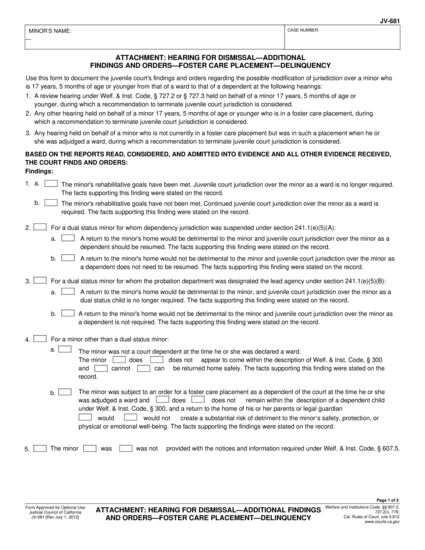 JV-681
MINOR'S NAME:
CASE NUMBER:
ATTACHMENT: HEARING FOR DISMISSAL—ADDITIONAL
FINDINGS AND ORDERS—FOSTER CARE PLACEMENT—DELINQUENCY
Use this form to document the juvenile court's findings and orders regarding the possible modification of jurisdiction over a minor who
is 17 years, 5 months of age or younger from that of a ward to that of a dependent at the following hearings:
1. A review hearing under Welf. & Inst. Code, § 727.2 or § 727.3 held on behalf of a minor 17 years, 5 months of age or
younger, during which a recommendation to terminate juvenile court jurisdiction is considered.
2. Any other hearing held on behalf of a minor 17 years, 5 months of age or younger who is in a foster care placement, during
which a recommendation to terminate juvenile court jurisdiction is considered.
3. Any hearing held on behalf of a minor who is not currently in a foster care placement but was in such a placement when he or
she was adjudged a ward, during which a recommendation to terminate juvenile court jurisdiction is considered.
BASED ON THE REPORTS READ, CONSIDERED, AND ADMITTED INTO EVIDENCE AND ALL OTHER EVIDENCE RECEIVED,
THE COURT FINDS AND ORDERS:
Findings:
1. a. The minor's rehabilitative goals have been met. Juvenile court jurisdiction over the minor as a ward is no longer required.
The facts supporting this finding were stated on the record.
b. The minor's rehabilitative goals have not been met. Continued juvenile court jurisdiction over the minor as a ward is
required. The facts supporting this finding were stated on the record.
2. For a dual status minor for whom dependency jurisdiction was suspended under section 241.1(e)(5)(A):
a. A return to the minor's home would be detrimental to the minor and juvenile court jurisdiction over the minor as a
dependent should be resumed. The facts supporting this finding were stated on the record.
b. A return to the minor's home would not be detrimental to the minor and juvenile court jurisdiction over the minor as
a dependent does not need to be resumed. The facts supporting this finding were stated on the record.
3. For a dual status minor for whom the probation department was designated the lead agency under section 241.1(e)(5)(B):
a. A return to the minor's home would be detrimental to the minor, and juvenile court jurisdiction over the minor as a
dual status child is no longer required. The facts supporting this finding were stated on the record.
b. A return to the minor's home would not be detrimental to the minor and juvenile court jurisdiction over the minor as
a dependent is not required. The facts supporting this finding were stated on the record.
4. For a minor other than a dual status minor:
a. The minor was not a court dependent at the time he or she was declared a ward.
The minor does does not appear to come within the description of Welf. & Inst. Code, § 300
and cannot can be returned home safely. The facts supporting this finding were stated on the
record.
b. The minor was subject to an order for a foster care placement as a dependent of the court at the time he or she
was adjudged a ward and does does not remain within the description of a dependent child
under Welf. & Inst. Code, § 300, and a return to the home of his or her parents or legal guardian
would would not create a substantial risk of detriment to the minor's safety, protection, or
physical or emotional well-being. The facts supporting the findings were stated on the record.
5. The minor was was not provided with the notices and information required under Welf. & Inst. Code, § 607.5.
Page 1 of 2
Form Approved for Optional Use
Judicial Council of California
JV-681 [Rev July 1, 2012]
ATTACHMENT: HEARING FOR DISMISSAL—ADDITIONAL FINDINGS
AND ORDERS—FOSTER CARE PLACEMENT—DELINQUENCY
Welfare and Institutions Code, §§ 607.2,
727.2(i), 778;
Cal. Rules of Court, rule 5.812
www.courts.ca.gov